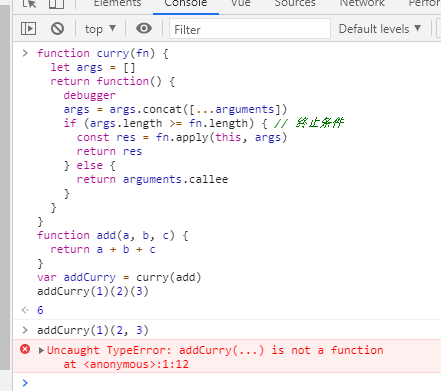 Elements Console Vue Sources Network Perform
top Filter Default levels
function curry(fn) {
let args = []
return function() {
debugger
args = args.concat([...arguments])
if (args.length >= fn.length) { // 终止条件
const res = fn.apply(this, args)
return res
} else {
return arguments.callee
}
}
}
function add(a, b, c) {
return a + b + c
}
var addCurry = curry(add)
addCurry(1)(2)(3)
6
addCurry(1)(2, 3)
Uncaught TypeError: addCurry(...) is not a function
at <anonymous>:1:12